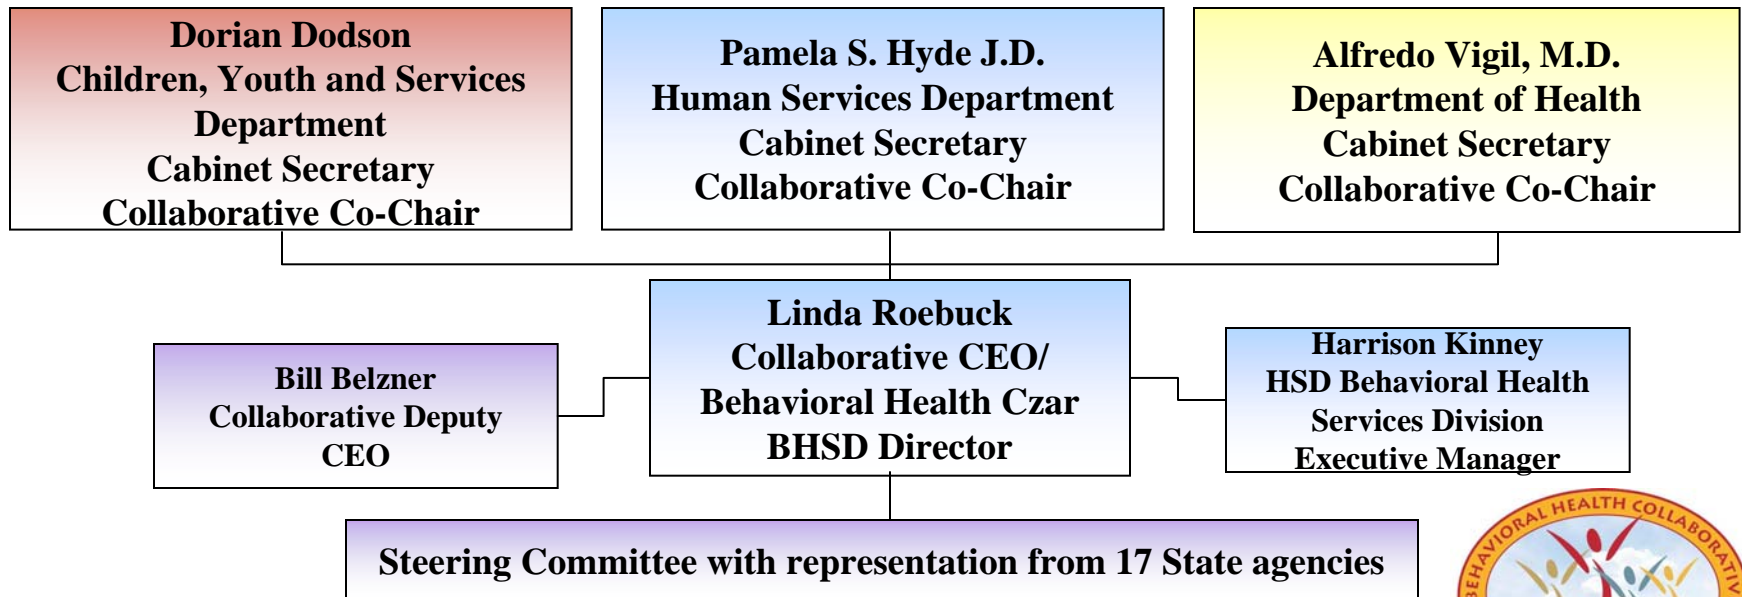 Dorian Dodson
Children, Youth and Services
Department
Cabinet Secretary
Collaborative Co-Chair
Pamela S. Hyde J.D.
Human Services Department
Cabinet Secretary
Collaborative Co-Chair
Alfredo Vigil, M.D.
Department of Health
Cabinet Secretary
Collaborative Co-Chair
Linda Roebuck
Collaborative CEO/
Behavioral Health Czar
BHSD Director
Bill Belzner
Collaborative Deputy
CEO
Harrison Kinney
HSD Behavioral Health
Services Division
Executive Manager
Steering Committee with representation from 17 State agencies
BEHAVIORAL HEALTH COLLABORATIV